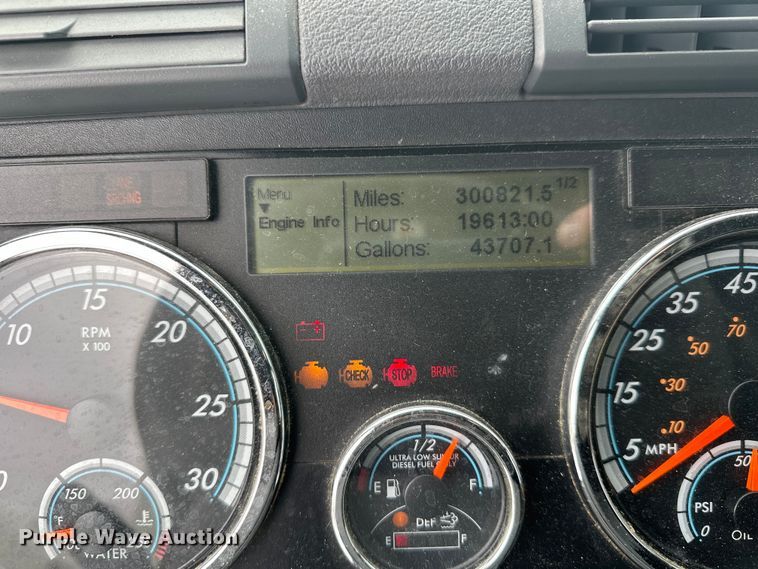 Menu
Miles: 300821.5 1/2
Engine Info
Hours: 19613:00
Gallons: 43707.1
SRCHNG
10 15 20 25 30
RPM
X 100
150 200
°F
WATER
CHECK
STOP
BRAKE
1/2
ULTRA LOW SULFUR
DIESEL FUEL ONLY
E F
DEF
E F
5 15 25 35 45
MPH
10 30 50 70
50
PSI
0
OIL
Purple Wave Auction®